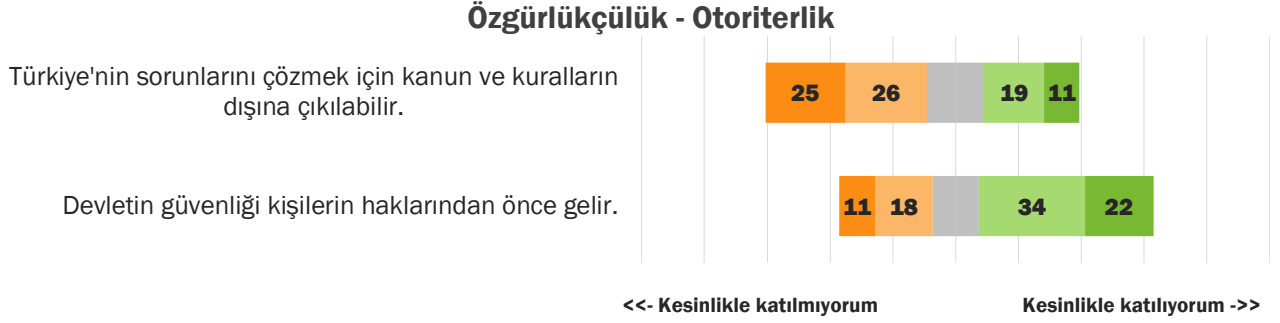 Özgürlükçülük - Otoriterlik
Türkiye'nin sorunlarını çözmek için kanun ve kuralların
dışına çıkılabilir.
25 26 19 11
Devletin güvenliği kişilerin haklarından önce gelir.
11 18 34 22
<<- Kesinlikle katılmıyorum Kesinlikle katılıyorum ->>